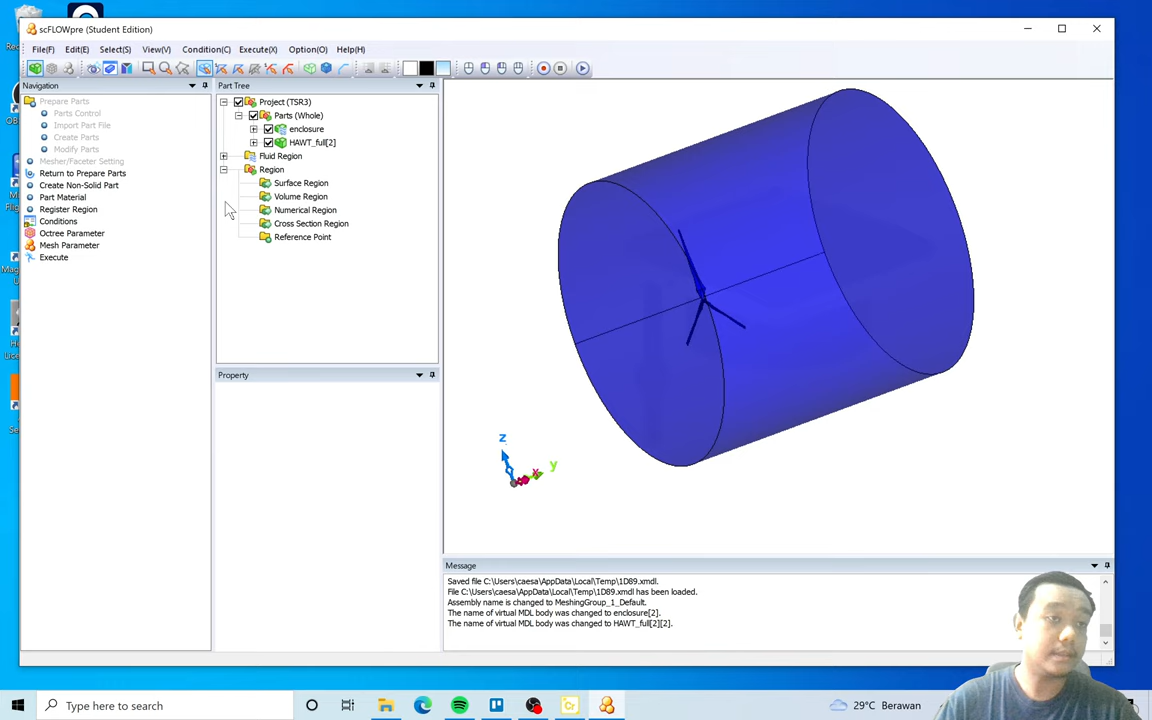 scFLOWpre (Student Edition)
File(F) Edit(E) Select(S) View(V) Condition(C) Execute(X) Option(O) Help(H)
Navigation
Prepare Parts
Parts Control
Import Part File
Create Parts
Modify Parts
Mesher/Faceter Setting
Return to Prepare Parts
Create Non-Solid Part
Part Material
Register Region
Conditions
Octree Parameter
Mesh Parameter
Execute
Part Tree
Project (TSR3)
Parts (Whole)
enclosure
HAWT_full[2]
Fluid Region
Region
Surface Region
Volume Region
Numerical Region
Cross Section Region
Reference Point
Property
z
y
x
Message
Saved file C:\Users\caesa\AppData\Local\Temp\1D89.xmdl.
File C:\Users\caesa\AppData\Local\Temp\1D89.xmdl has been loaded.
Assembly name is changed to MeshingGroup_1_Default.
The name of virtual MDL body was changed to enclosure[2].
The name of virtual MDL body was changed to HAWT_full[2][2].
Type here to search
29°C Berawan